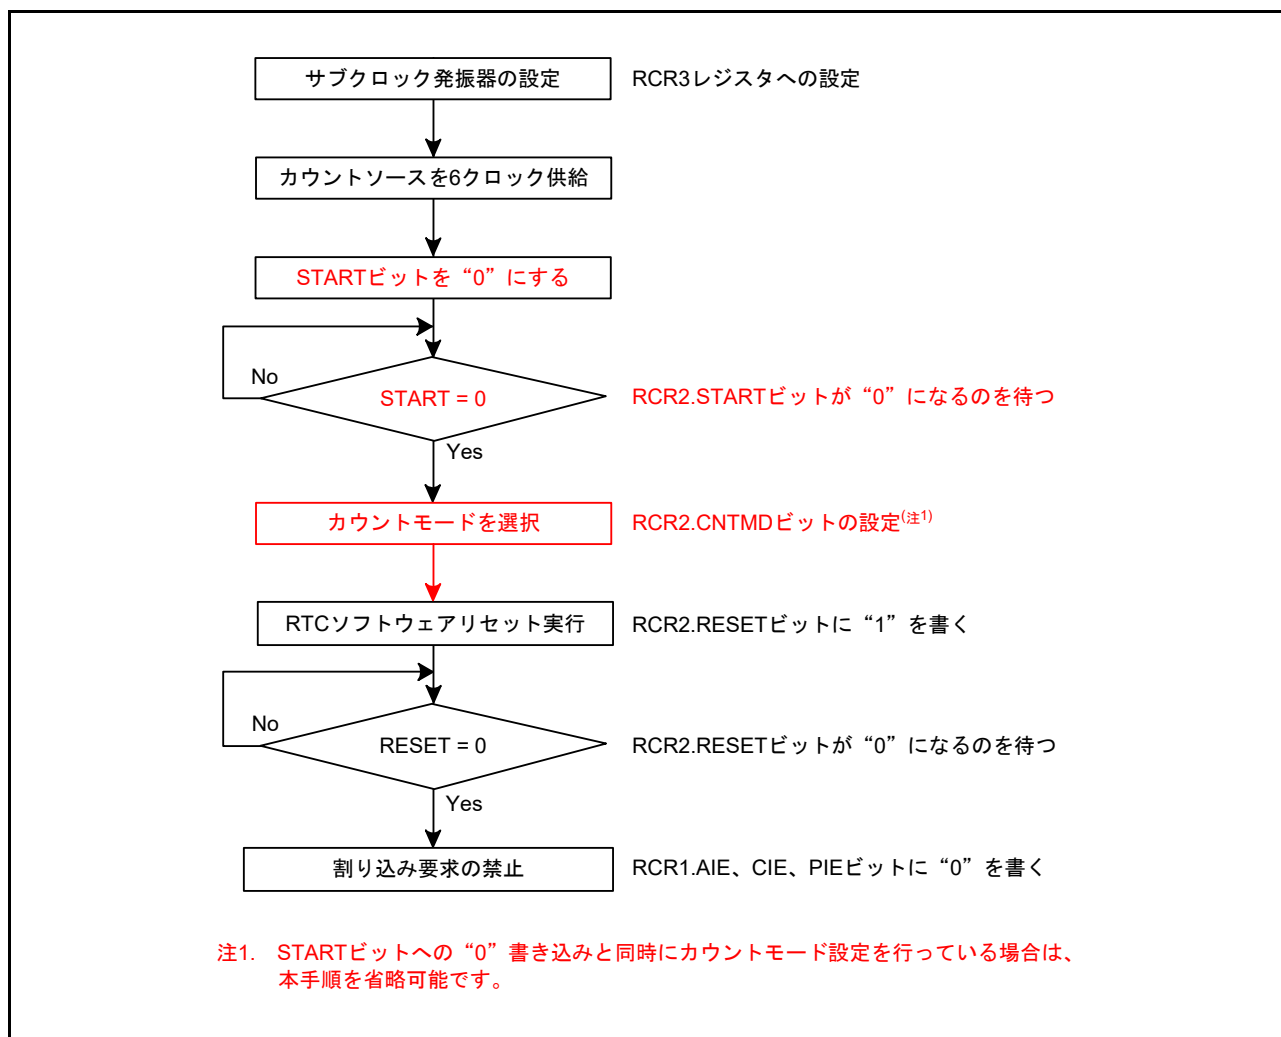 サブクロック発振器の設定 RCR3レジスタへの設定
カウントソースを6クロック供給
STARTビットを“0”にする
No
START = 0 RCR2.STARTビットが“0”になるのを待つ
Yes
カウントモードを選択 RCR2.CNTMDビットの設定(注1)
RTCソフトウェアリセット実行 RCR2.RESETビットに“1”を書く
No
RESET = 0 RCR2.RESETビットが“0”になるのを待つ
Yes
割り込み要求の禁止 RCR1.AIE、CIE、PIEビットに“0”を書く
注1. STARTビットへの“0”書き込みと同時にカウントモード設定を行っている場合は、
本手順を省略可能です。